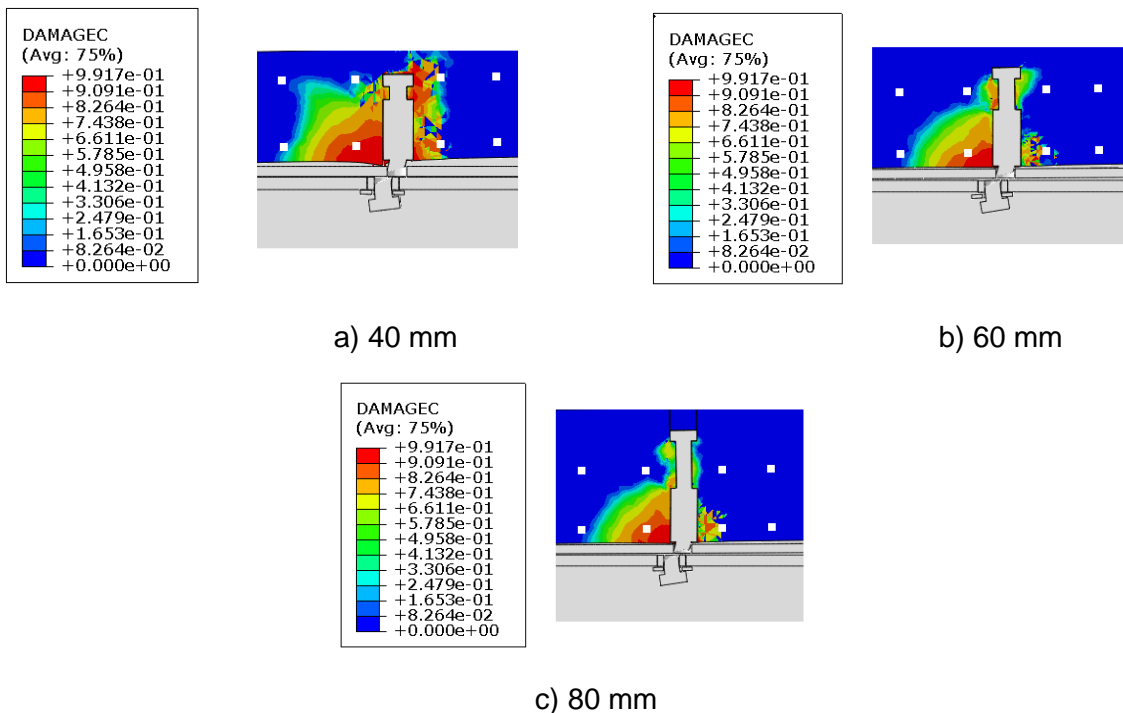 DAMAGEC
(Avg: 75%)
+9.917e-01
+9.091e-01
+8.264e-01
+7.438e-01
+6.611e-01
+5.785e-01
+4.958e-01
+4.132e-01
+3.306e-01
+2.479e-01
+1.653e-01
+8.264e-02
+0.000e+00
a) 40 mm
DAMAGEC
(Avg: 75%)
+9.917e-01
+9.091e-01
+8.264e-01
+7.438e-01
+6.611e-01
+5.785e-01
+4.958e-01
+4.132e-01
+3.306e-01
+2.479e-01
+1.653e-01
+8.264e-02
+0.000e+00
b) 60 mm
DAMAGEC
(Avg: 75%)
+9.917e-01
+9.091e-01
+8.264e-01
+7.438e-01
+6.611e-01
+5.785e-01
+4.958e-01
+4.132e-01
+3.306e-01
+2.479e-01
+1.653e-01
+8.264e-02
+0.000e+00
c) 80 mm